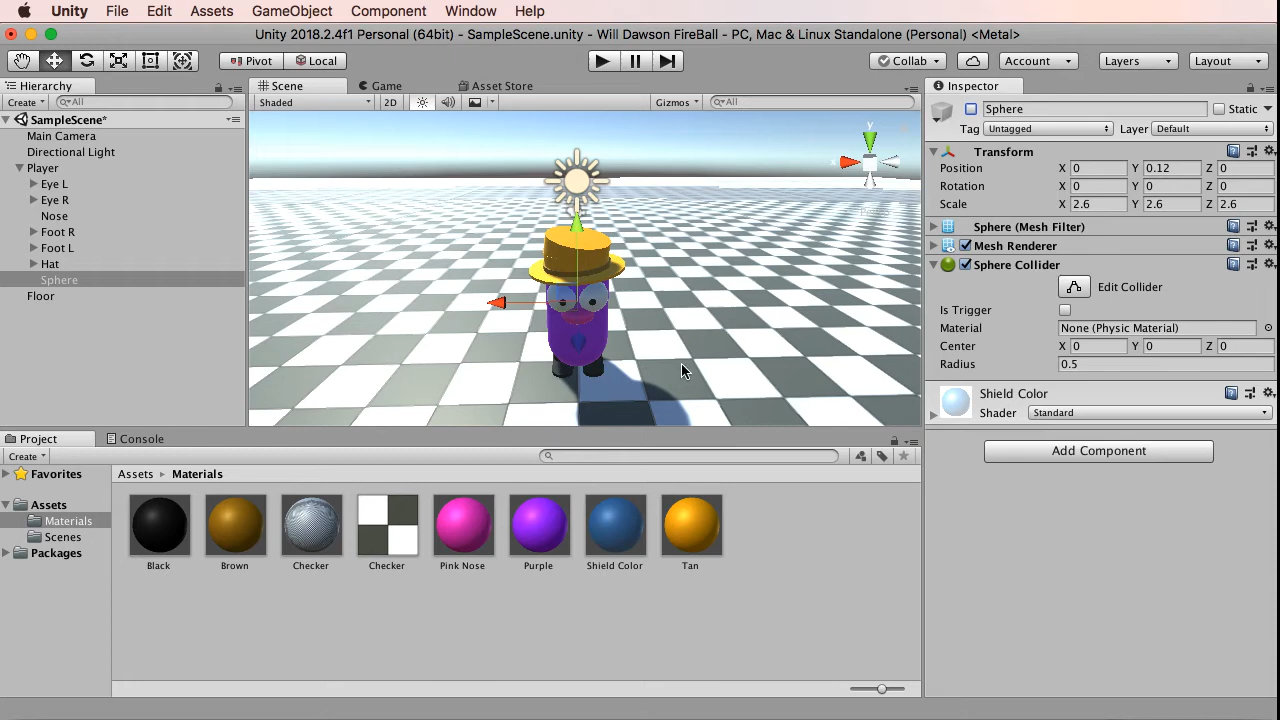 Unity File Edit Assets GameObject Component Window Help
Unity 2018.2.4f1 Personal (64bit) - SampleScene.unity - Will Dawson FireBall - PC, Mac & Linux Standalone (Personal) <Metal>
Pivot Local Collab Account Layers Layout
Hierarchy
Create All
SampleScene*
Main Camera
Directional Light
Player
Eye L
Eye R
Nose
Foot R
Foot L
Hat
Sphere
Floor
Scene Game Asset Store
Shaded 2D Gizmos All
y
x
Inspector
Sphere Static
Tag Untagged Layer Default
Transform
Position X 0 Y 0.12 Z 0
Rotation X 0 Y 0 Z 0
Scale X 2.6 Y 2.6 Z 2.6
Sphere (Mesh Filter)
Mesh Renderer
Sphere Collider
Edit Collider
Is Trigger
Material None (Physic Material)
Center X 0 Y 0 Z 0
Radius 0.5
Shield Color
Shader Standard
Add Component
Project Console
Create
Favorites
Assets
Materials
Scenes
Packages
Assets Materials
Black Brown Checker Checker Pink Nose Purple Shield Color Tan